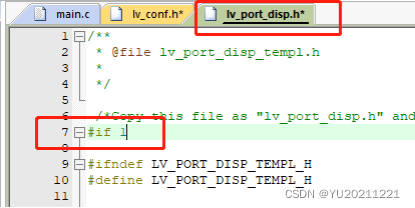 main.c lv_conf.h* lv_port_disp.h*
1 /**
2 * @file lv_port_disp_templ.h
3 *
4 */
5
6 /*Copy this file as "lv_port_disp.h" and
7 #if 1
8
9 #ifndef LV_PORT_DISP_TEMPL_H
10 #define LV_PORT_DISP_TEMPL_H
11
CSDN @YU20211221